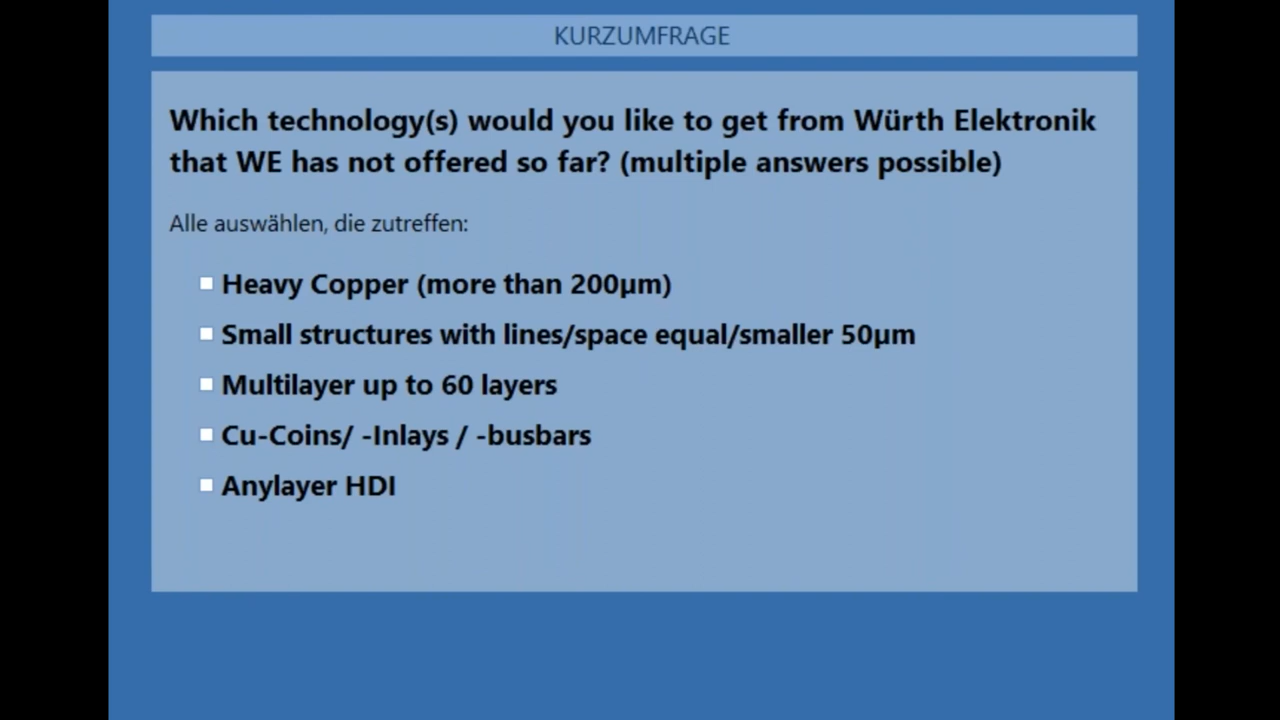 KURZUMFRAGE
Which technology(s) would you like to get from Würth Elektronik
that WE has not offered so far? (multiple answers possible)
Alle auswählen, die zutreffen:
Heavy Copper (more than 200µm)
Small structures with lines/space equal/smaller 50µm
Multilayer up to 60 layers
Cu-Coins/ -Inlays / -busbars
Anylayer HDI